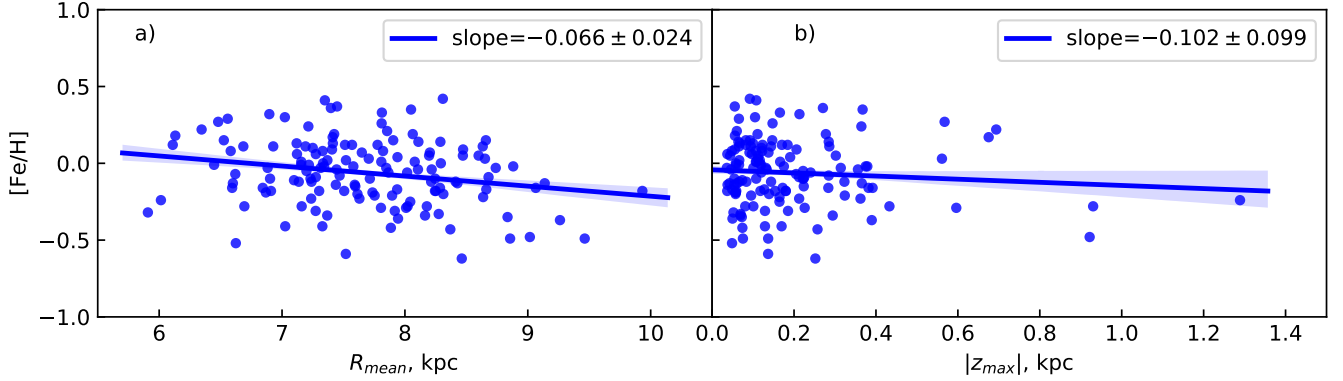 a)
slope=−0.066 ± 0.024
b)
slope=−0.102 ± 0.099
1.0
0.5
0.0
−0.5
−1.0
[Fe/H]
6 7 8 9 10
0.0 0.2 0.4 0.6 0.8 1.0 1.2 1.4
R_mean, kpc
|z_max|, kpc